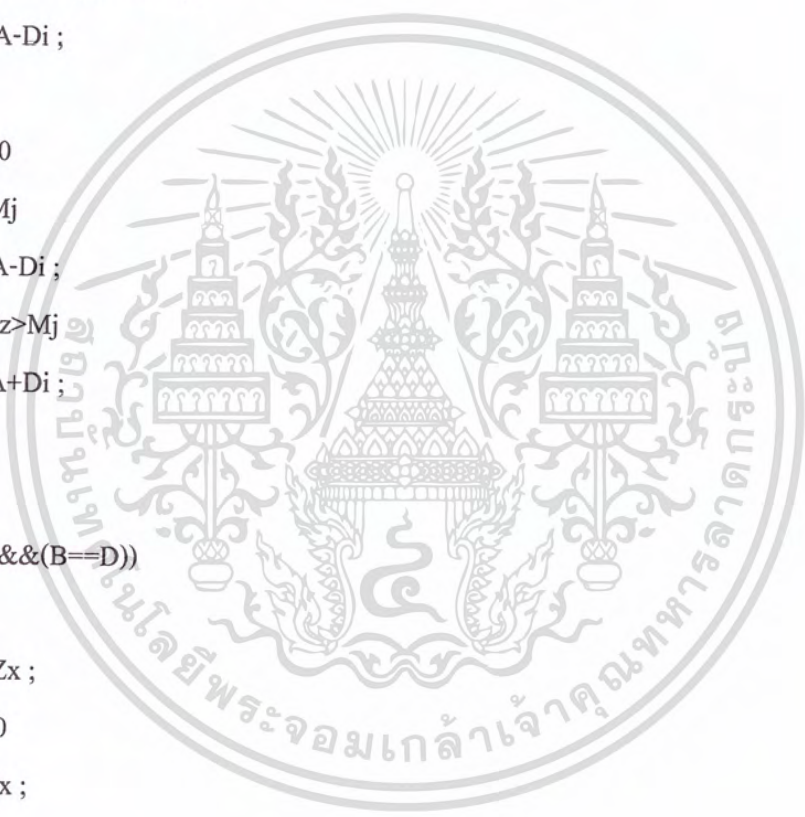 A-Di ;
0
Mj
A-Di ;
z>Mj
A+Di ;
&&(B==D))
Zx ;
0
x ;
สถาบันเทคโนโลยีพระจอมเกล้าเจ้าคุณทหารลาดกระบัง